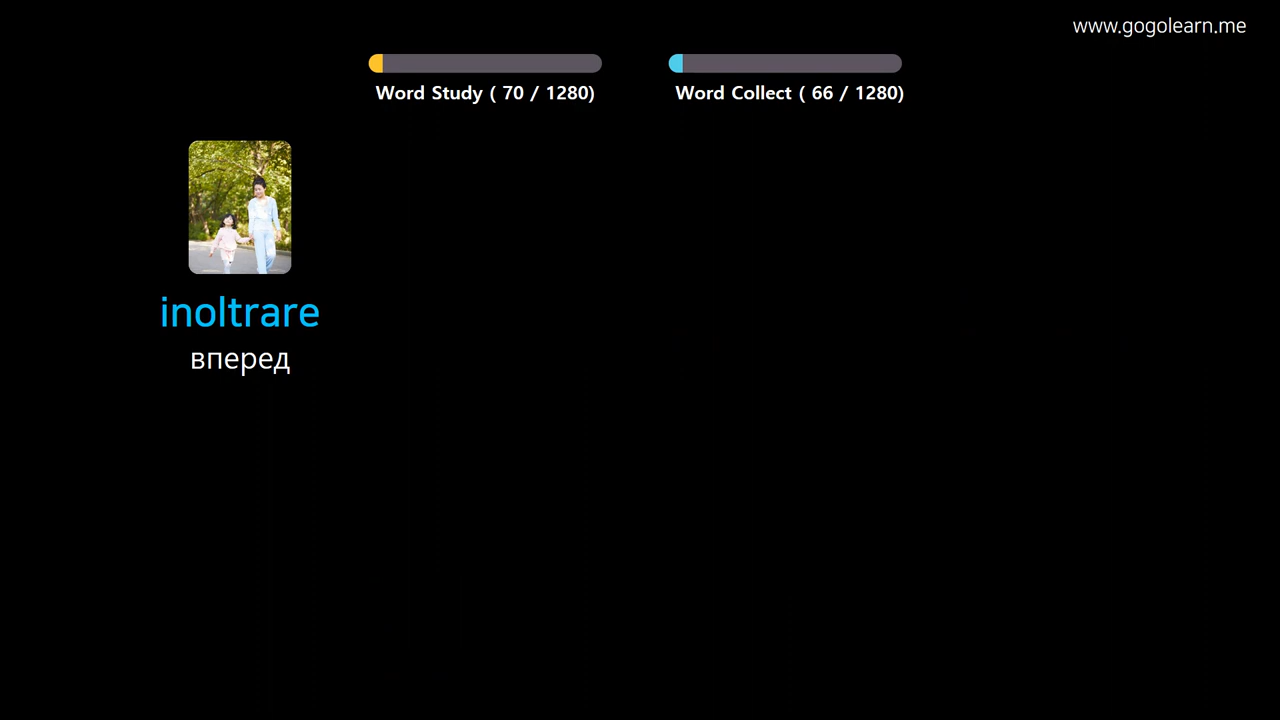 www.gogolearn.me
Word Study ( 70 / 1280)
Word Collect ( 66 / 1280)
inoltrare
вперед